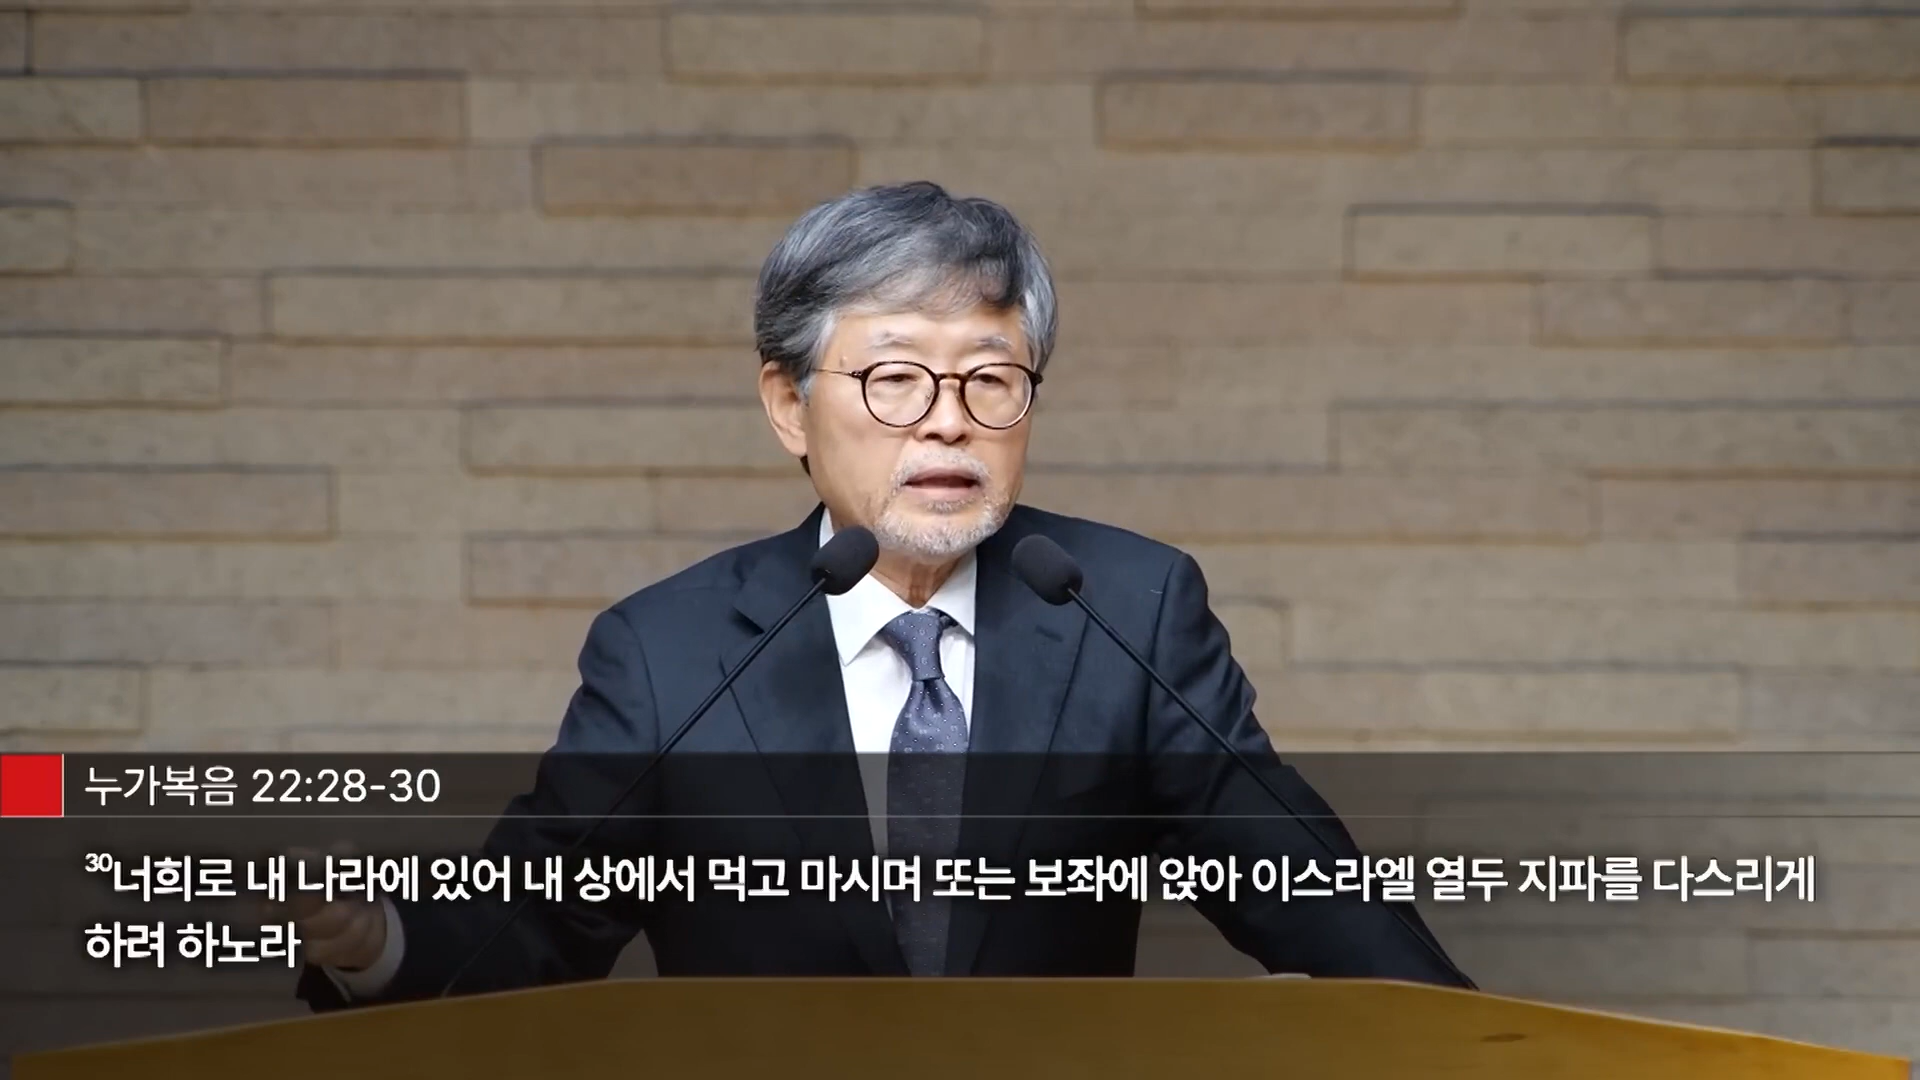 누가복음 22:28-30
30너희로 내 나라에 있어 내 상에서 먹고 마시며 또는 보좌에 앉아 이스라엘 열두 지파를 다스리게
하려 하노라